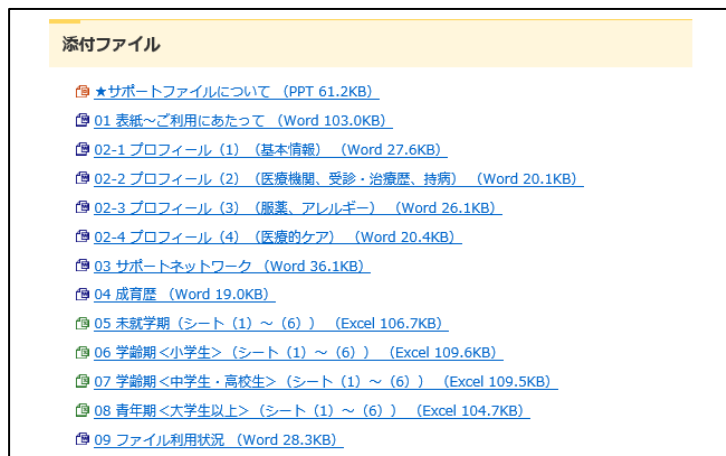 添付ファイル
★サポートファイルについて （PPT 61.2KB）
01 表紙～ご利用にあたって （Word 103.0KB）
02-1 プロフィール（1）（基本情報） （Word 27.6KB）
02-2 プロフィール（2）（医療機関、受診・治療歴、持病） （Word 20.1KB）
02-3 プロフィール（3）（服薬、アレルギー） （Word 26.1KB）
02-4 プロフィール（4）（医療的ケア） （Word 20.4KB）
03 サポートネットワーク （Word 36.1KB）
04 成育歴 （Word 19.0KB）
05 未就学期（シート（1）～（6）） （Excel 106.7KB）
06 学齢期＜小学生＞（シート（1）～（6）） （Excel 109.6KB）
07 学齢期＜中学生・高校生＞（シート（1）～（6）） （Excel 109.5KB）
08 青年期＜大学生以上＞（シート（1）～（6）） （Excel 104.7KB）
09 ファイル利用状況 （Word 28.3KB）